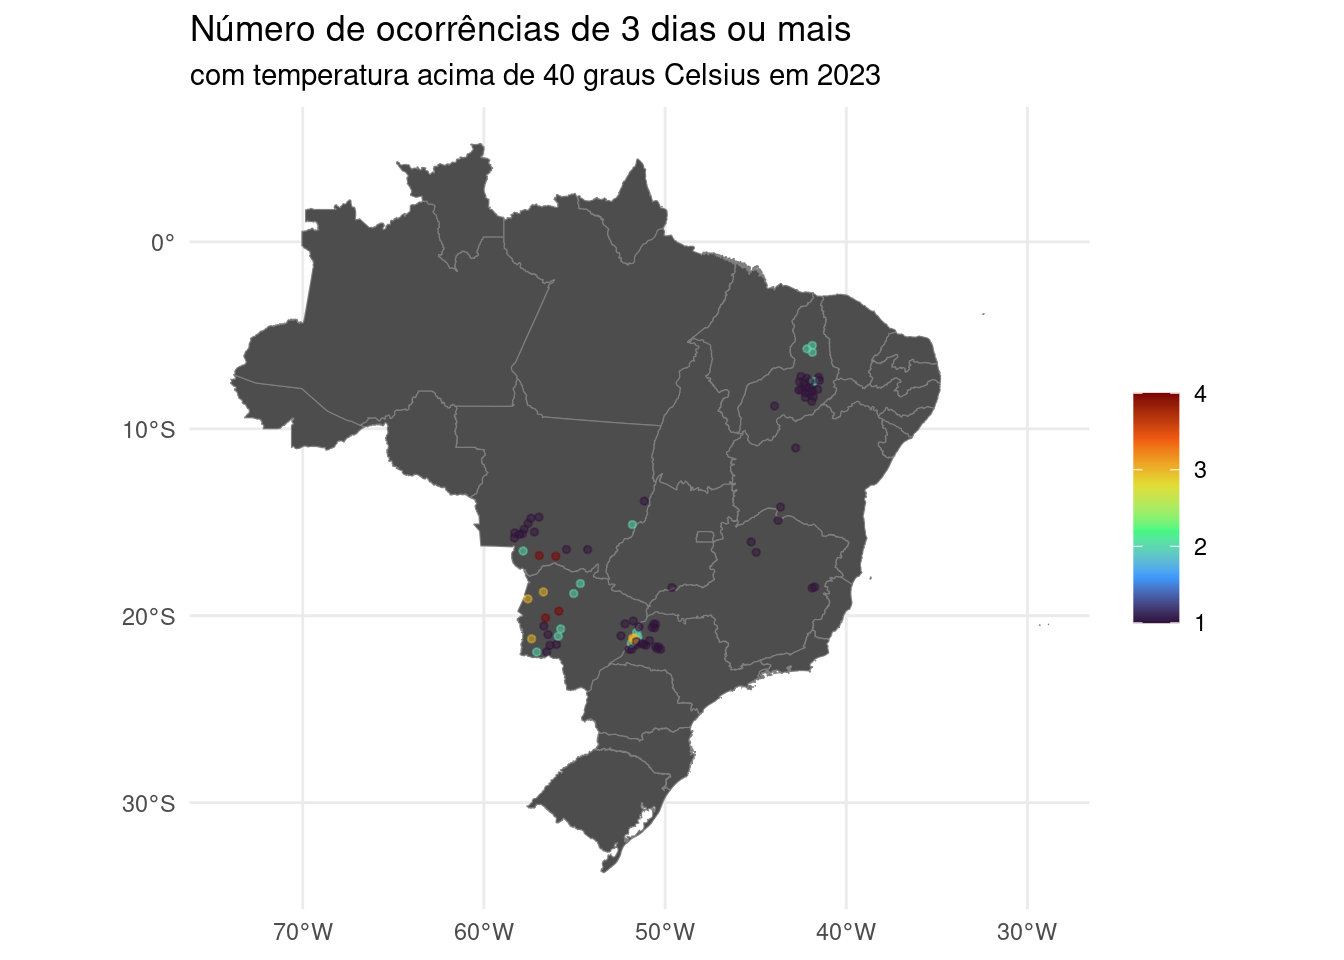 Número de ocorrências de 3 dias ou mais
com temperatura acima de 40 graus Celsius em 2023
0°
10°S
20°S
30°S
70°W 60°W 50°W 40°W 30°W
4
3
2
1